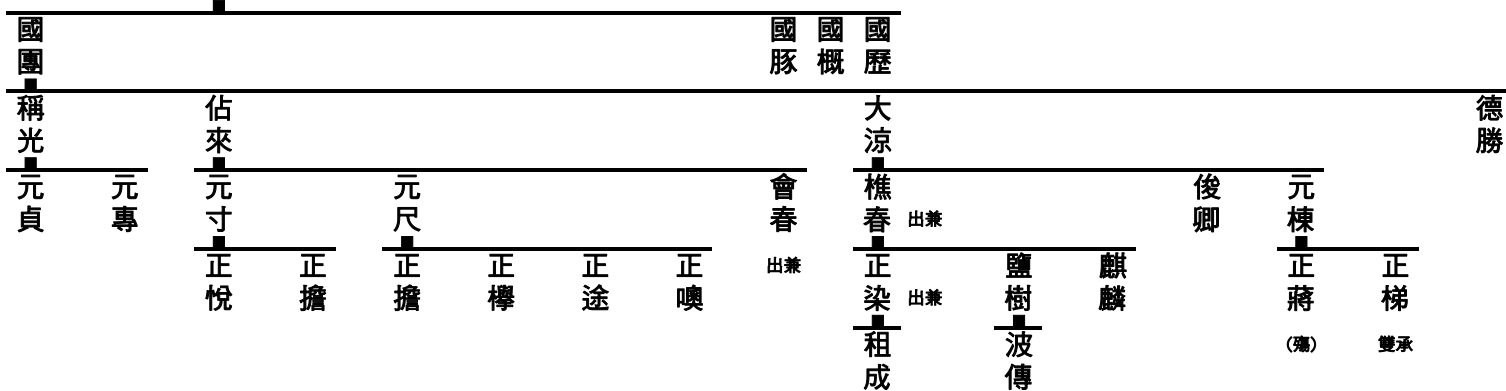 國團 國豚 國概 國歷
稱光 佔來 大涼 德勝
元貞 元專 元寸 元尺 會春 樵春 出兼 俊卿 元棟
正悅 正擔 正擔 正欅 正途 正噢 出兼 正染 出兼 鹽樹 麒麟 正蔣 正梯
租成 波傳 (殤) 雙承